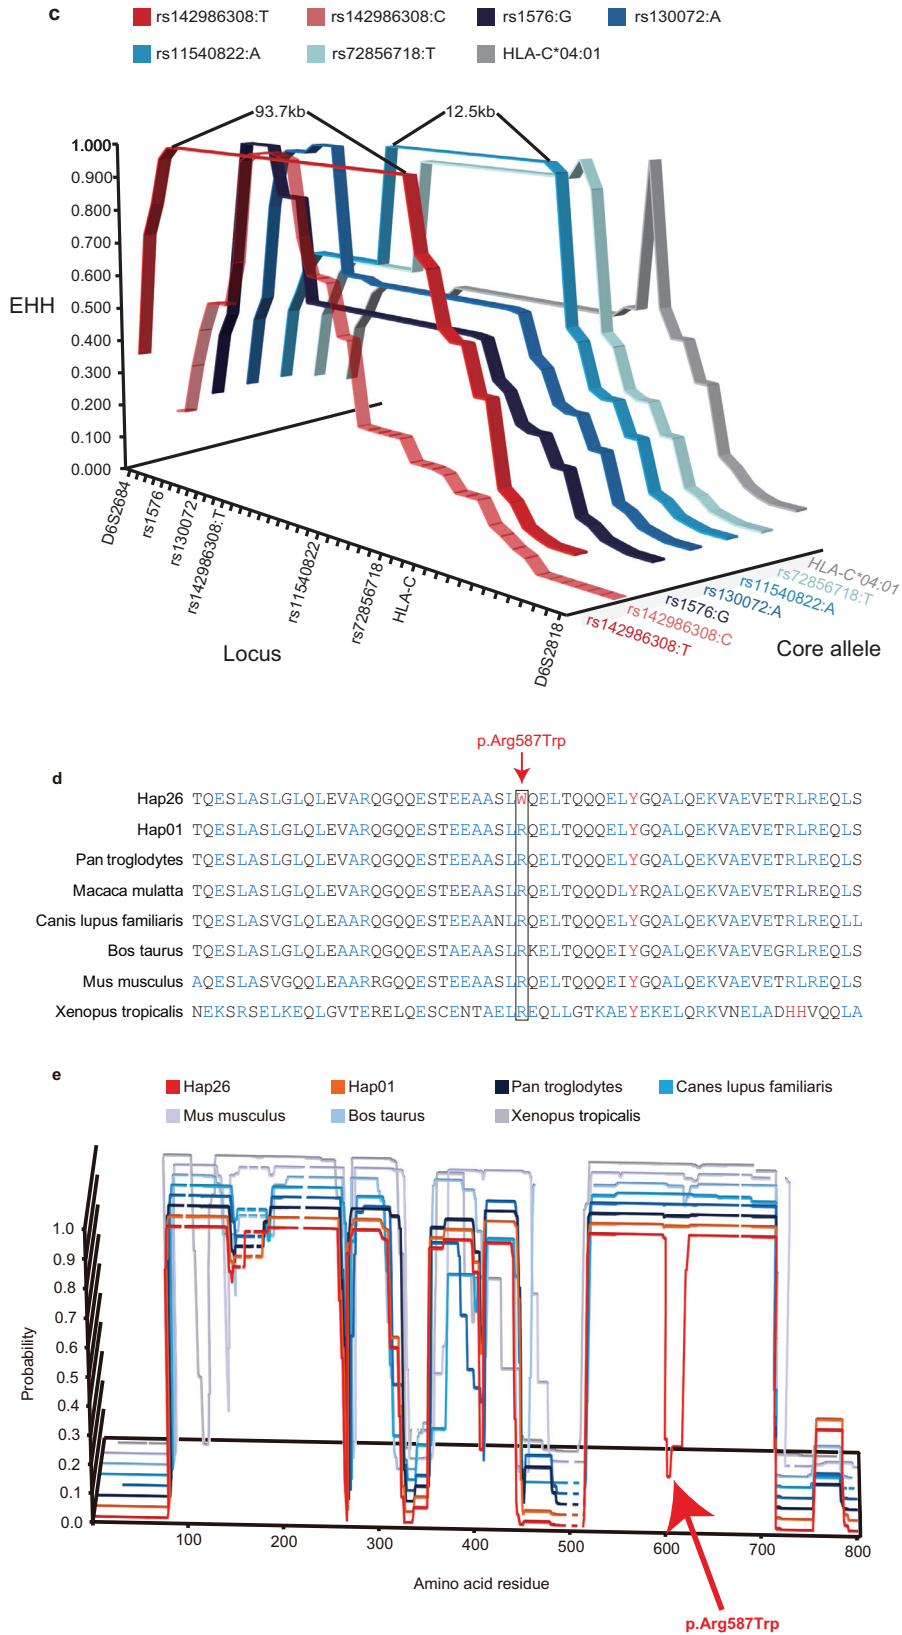 c
rs142986308:T rs142986308:C rs1576:G rs130072:A
rs11540822:A rs72856718:T HLA-C*04:01
93.7kb 12.5kb
1.000
0.900
0.800
0.700
0.600
0.500
0.400
0.300
0.200
0.100
0.000
EHH
D6S2684
rs1576
rs130072
rs142986308:T
rs11540822
rs72856718
HLA-C
D6S2818
Locus
HLA-C*04:01
rs72856718:T
rs11540822:A
rs130072:A
rs1576:G
rs142986308:C
rs142986308:T
Core allele
p.Arg587Trp
d
Hap26 TQESLASLGLQLEVARQGQQESTEEAASLWQELTQQQELYGQALQEKVAEVETRLREQLS
Hap01 TQESLASLGLQLEVARQGQQESTEEAASLRQELTQQQELYGQALQEKVAEVETRLREQLS
Pan troglodytes TQESLASLGLQLEVARQGQQESTEEAASLRQELTQQQELYGQALQEKVAEVETRLREQLS
Macaca mulatta TQESLASLGLQLEVARQGQQESTEEAASLRQELTQQQDLYRQALQEKVAEVETRLREQLS
Canis lupus familiaris TQESLASVGLQLEAARQGQQESTEEAANLRQELTQQQELYGQALQEKVAEVETRLREQLL
Bos taurus TQESLASLGLQLEAARQGQQESTAEAASLRKELTQQQEIYGQALQEKVAEVEGRLREQLS
Mus musculus AQESLASVGQQLEAARRGQQESTEEAASLRQELTQQQEIYGQALQEKVAEVETRLREQLS
Xenopus tropicalis NEKSRSELKEQLGVTERELQESCENTAELREQLLGTKAEYEKELQRKVNELADHHVQQLA
e
Hap26 Hap01 Pan troglodytes Canes lupus familiaris
Mus musculus Bos taurus Xenopus tropicalis
1.0
0.9
0.8
0.7
0.6
0.5
0.4
0.3
0.2
0.1
0.0
Probability
100 200 300 400 500 600 700 800
Amino acid residue
p.Arg587Trp